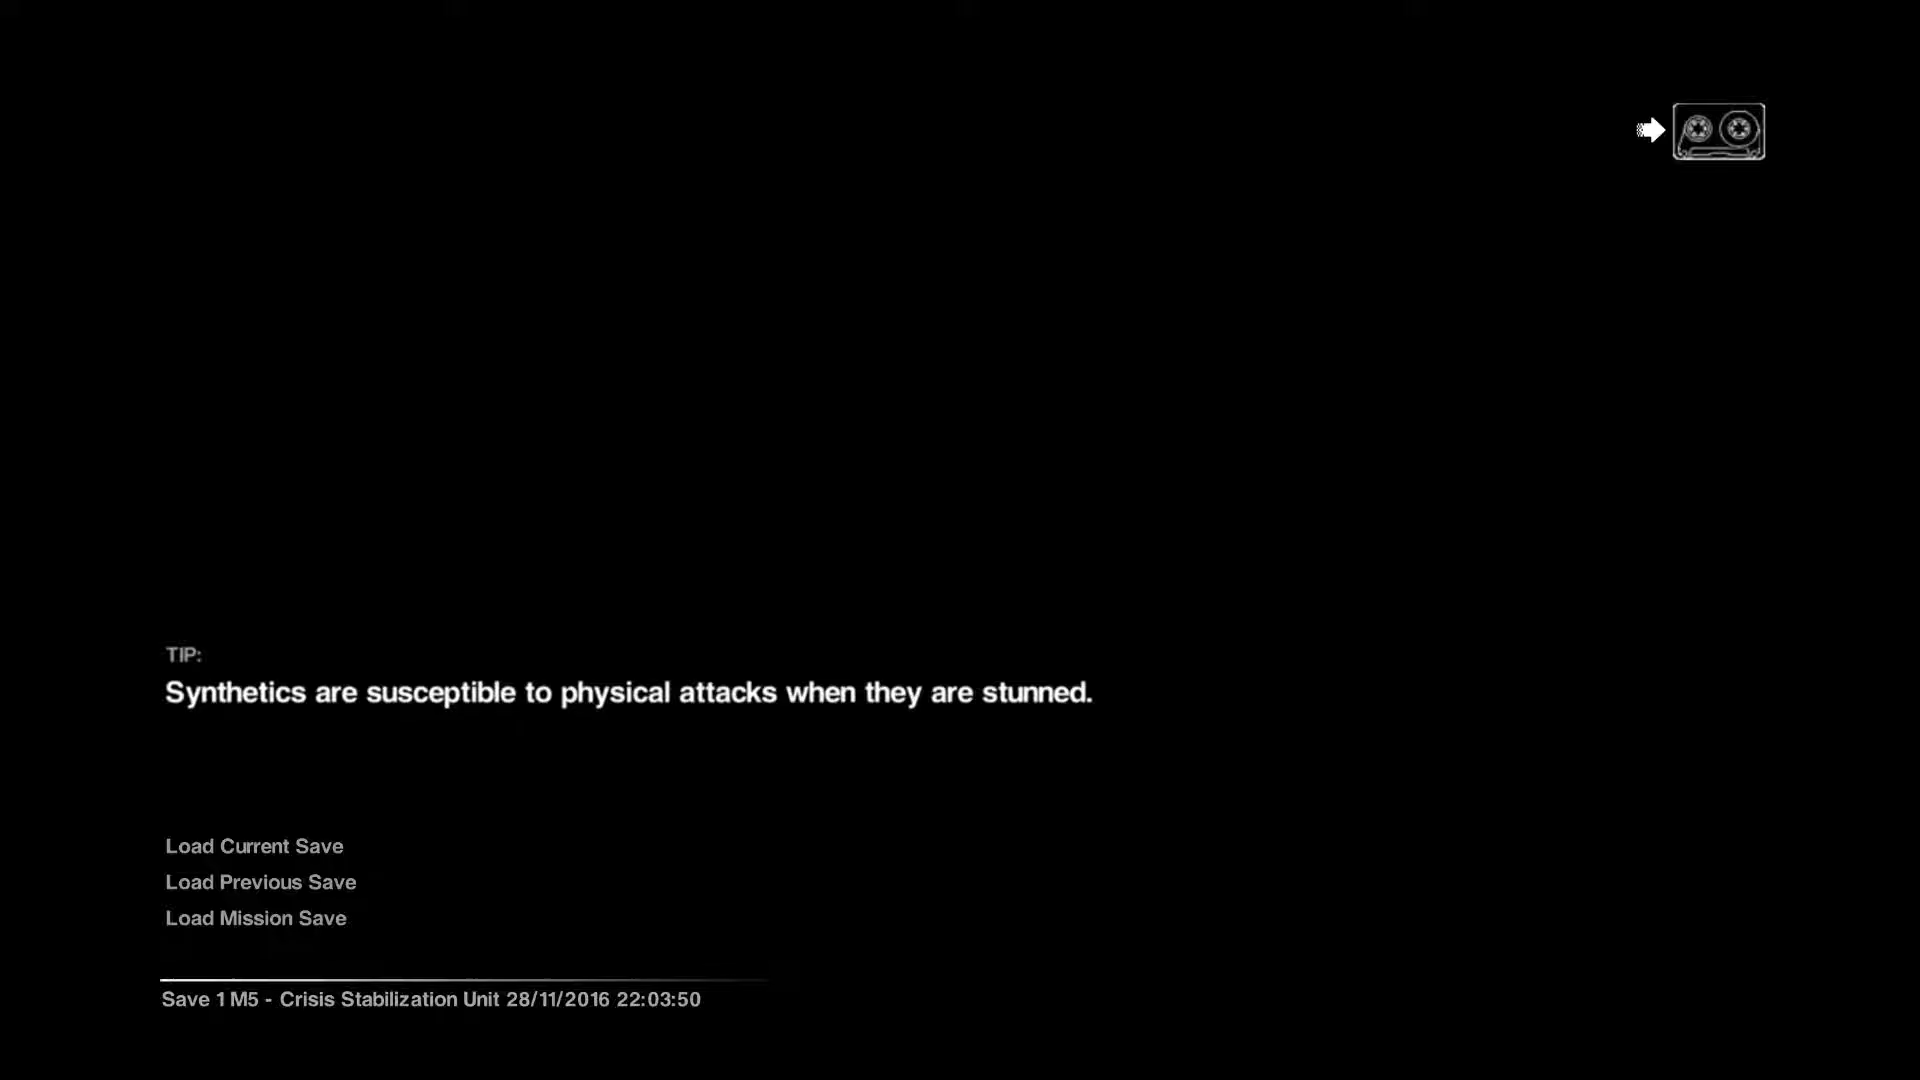 TIP:
Synthetics are susceptible to physical attacks when they are stunned.
Load Current Save
Load Previous Save
Load Mission Save
Save 1 M5 - Crisis Stabilization Unit 28/11/2016 22:03:50